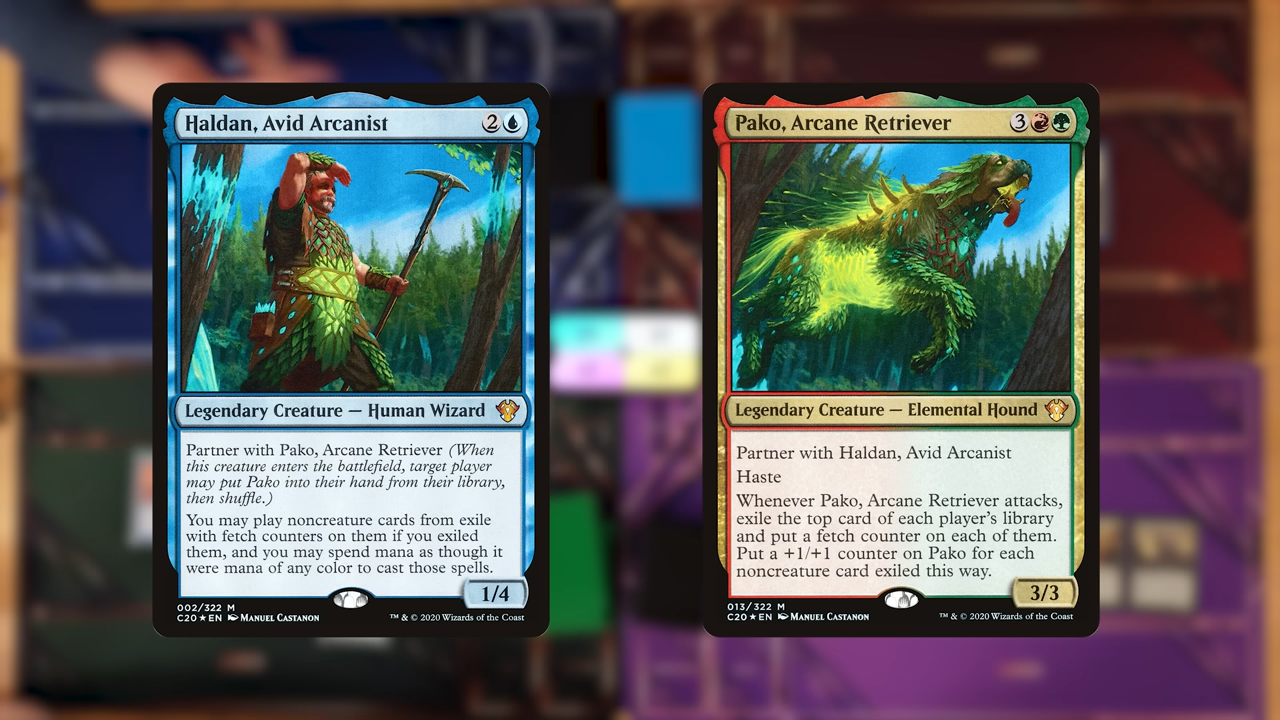 Haldan, Avid Arcanist
2
Legendary Creature — Human Wizard
Partner with Pako, Arcane Retriever (When
this creature enters the battlefield, target player
may put Pako into their hand from their library,
then shuffle.)
You may play noncreature cards from exile
with fetch counters on them if you exiled
them, and you may spend mana as though it
were mana of any color to cast those spells.
1/4
002/322 M
C20 ★ EN Manuel Castanon
™ & © 2020 Wizards of the Coast
Pako, Arcane Retriever
3
Legendary Creature — Elemental Hound
Partner with Haldan, Avid Arcanist
Haste
Whenever Pako, Arcane Retriever attacks,
exile the top card of each player's library
and put a fetch counter on each of them.
Put a +1/+1 counter on Pako for each
noncreature card exiled this way.
3/3
013/322 M
C20 ★ EN Manuel Castanon
™ & © 2020 Wizards of the Coast